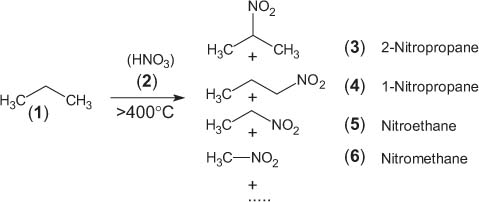 NO₂
H₃C CH₃ (3) 2-Nitropropane
+
(HNO₃)
(2)
>400°C
H₃C CH₃
(1)
H₃C NO₂ (4) 1-Nitropropane
+
H₃C NO₂ (5) Nitroethane
+
H₃C—NO₂ (6) Nitromethane
+
.....